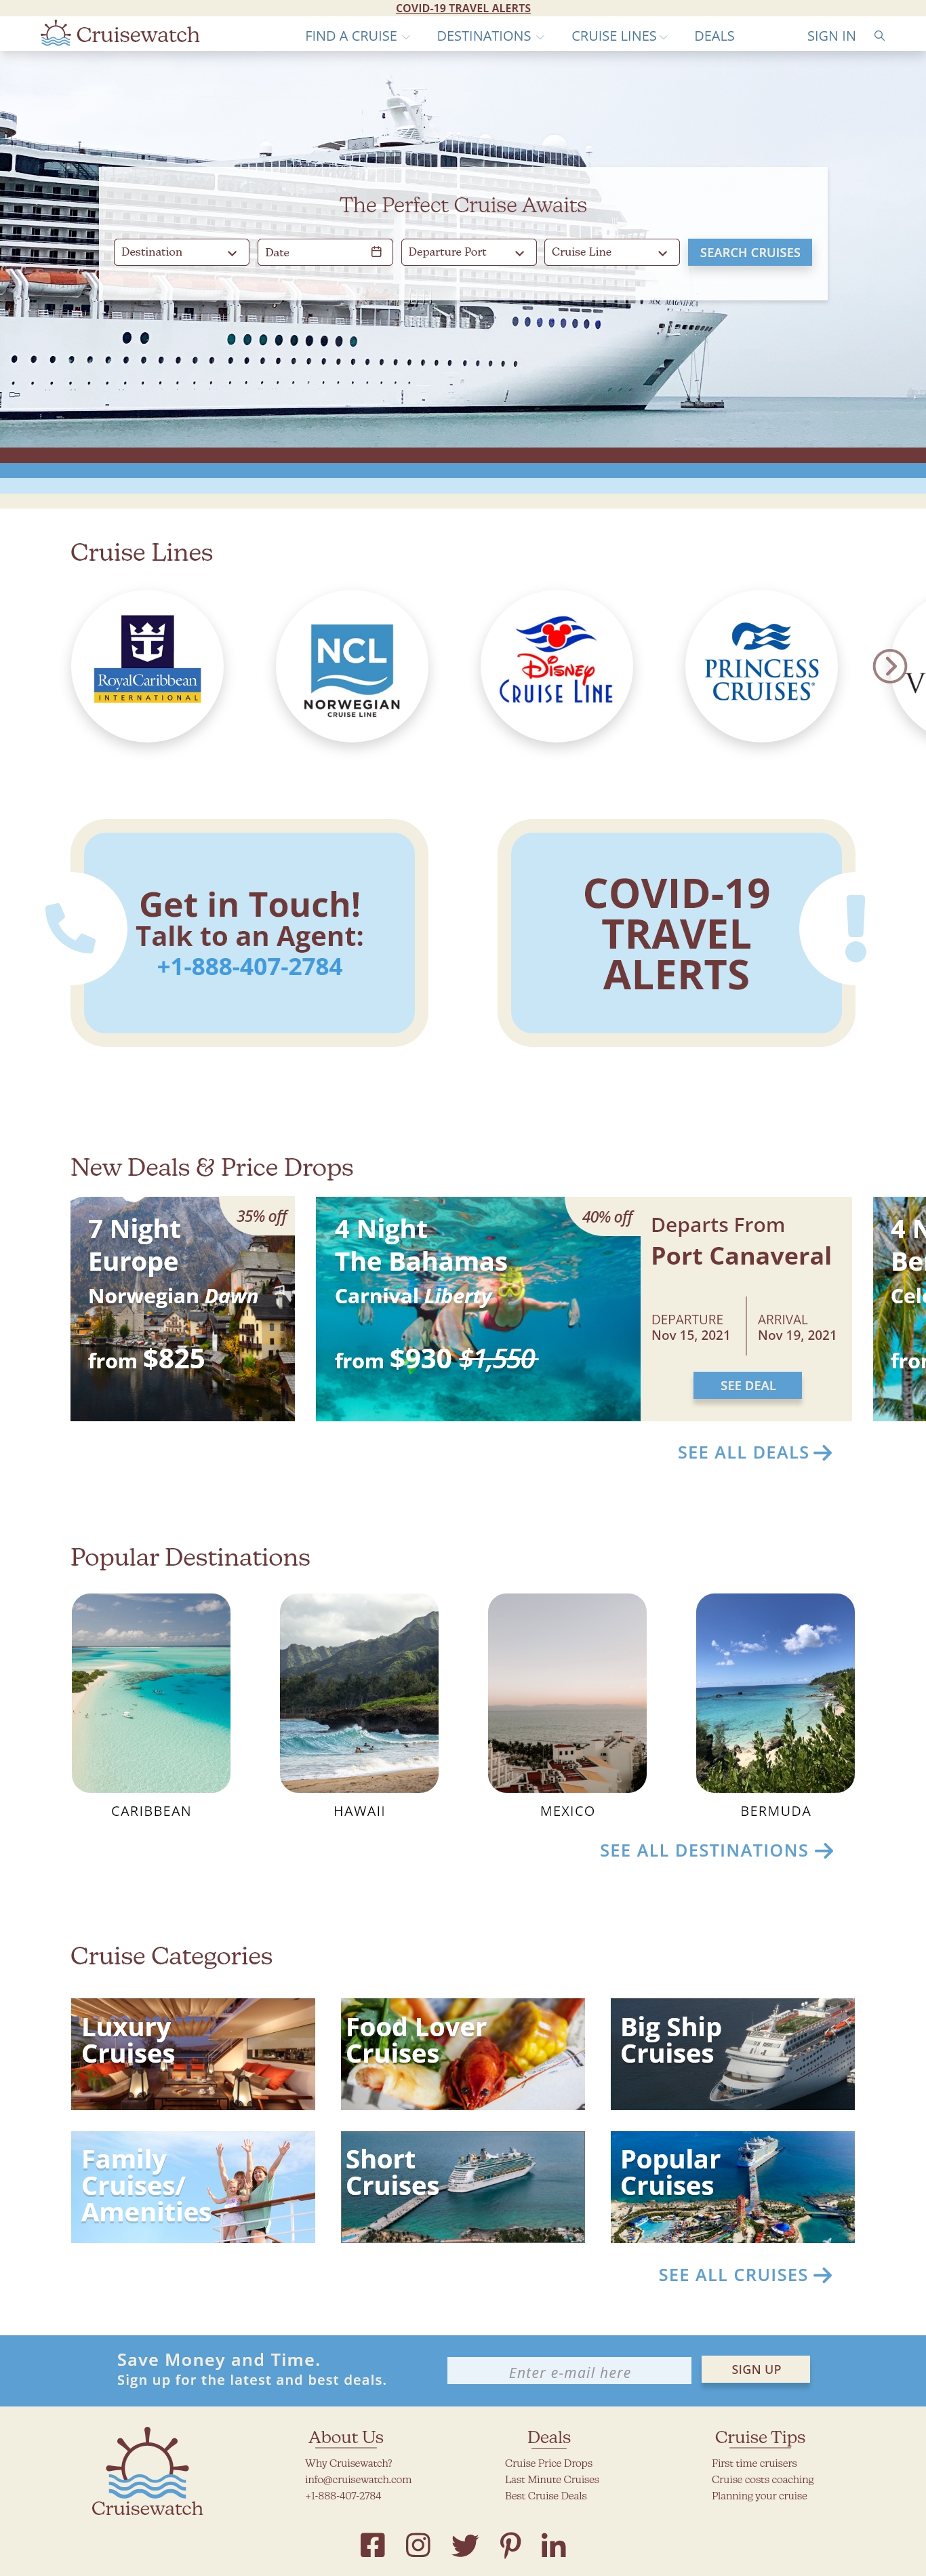 COVID-19 TRAVEL ALERTS
Cruisewatch
FIND A CRUISE
DESTINATIONS
CRUISE LINES
DEALS
SIGN IN
The Perfect Cruise Awaits
Destination
Date
Departure Port
Cruise Line
SEARCH CRUISES
MSC MAGNIFICA
Cruise Lines
RoyalCaribbean
INTERNATIONAL
NCL
NORWEGIAN
CRUISE LINE
Disney
CRUISE LINE
PRINCESS
CRUISES®
V
Get in Touch!
Talk to an Agent:
+1-888-407-2784
COVID-19
TRAVEL
ALERTS
New Deals & Price Drops
35% off
7 Night
Europe
Norwegian Dawn
from $825
40% off
4 Night
The Bahamas
Carnival Liberty
from $930 $1,550
Departs From
Port Canaveral
DEPARTURE
Nov 15, 2021
ARRIVAL
Nov 19, 2021
SEE DEAL
4 N
Be
Cel
fro
SEE ALL DEALS
Popular Destinations
CARIBBEAN
HAWAII
MEXICO
BERMUDA
SEE ALL DESTINATIONS
Cruise Categories
Luxury
Cruises
Food Lover
Cruises
Big Ship
Cruises
Family
Cruises/
Amenities
Short
Cruises
Popular
Cruises
SEE ALL CRUISES
Save Money and Time.
Sign up for the latest and best deals.
Enter e-mail here
SIGN UP
Cruisewatch
About Us
Why Cruisewatch?
info@cruisewatch.com
+1-888-407-2784
Deals
Cruise Price Drops
Last Minute Cruises
Best Cruise Deals
Cruise Tips
First time cruisers
Cruise costs coaching
Planning your cruise